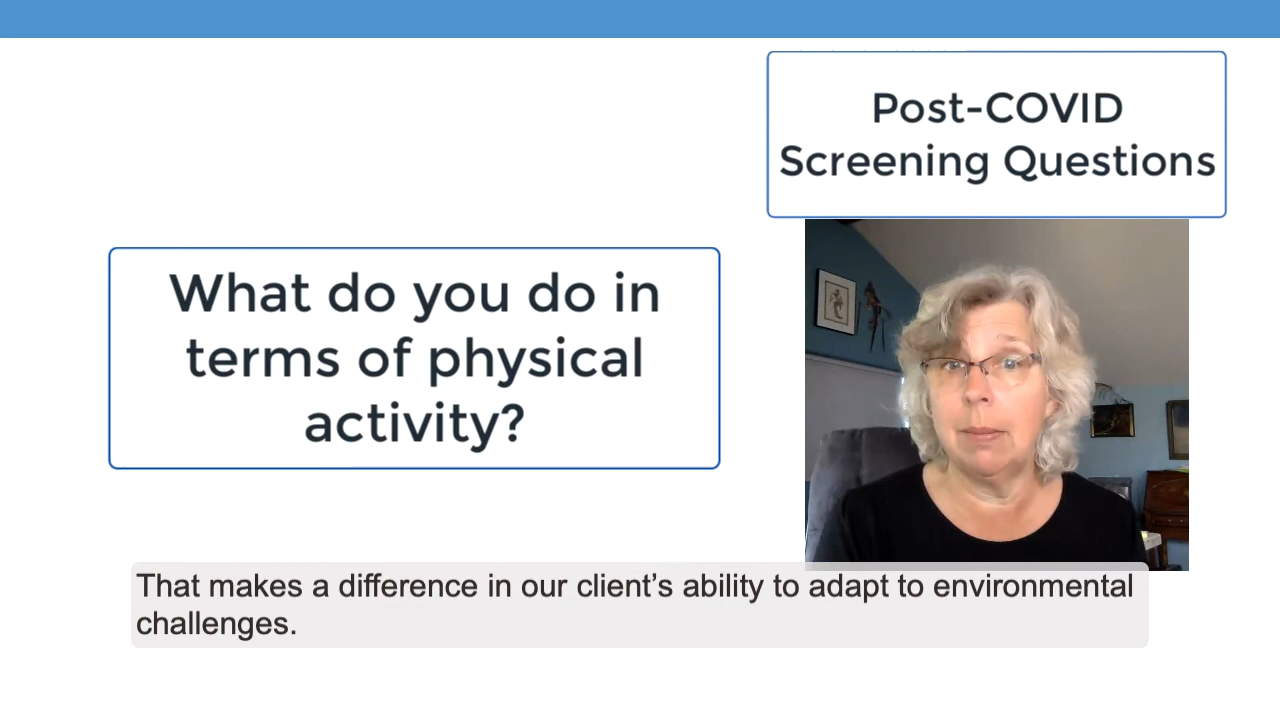 Post-COVID
Screening Questions
What do you do in
terms of physical
activity?
That makes a difference in our client’s ability to adapt to environmental
challenges.